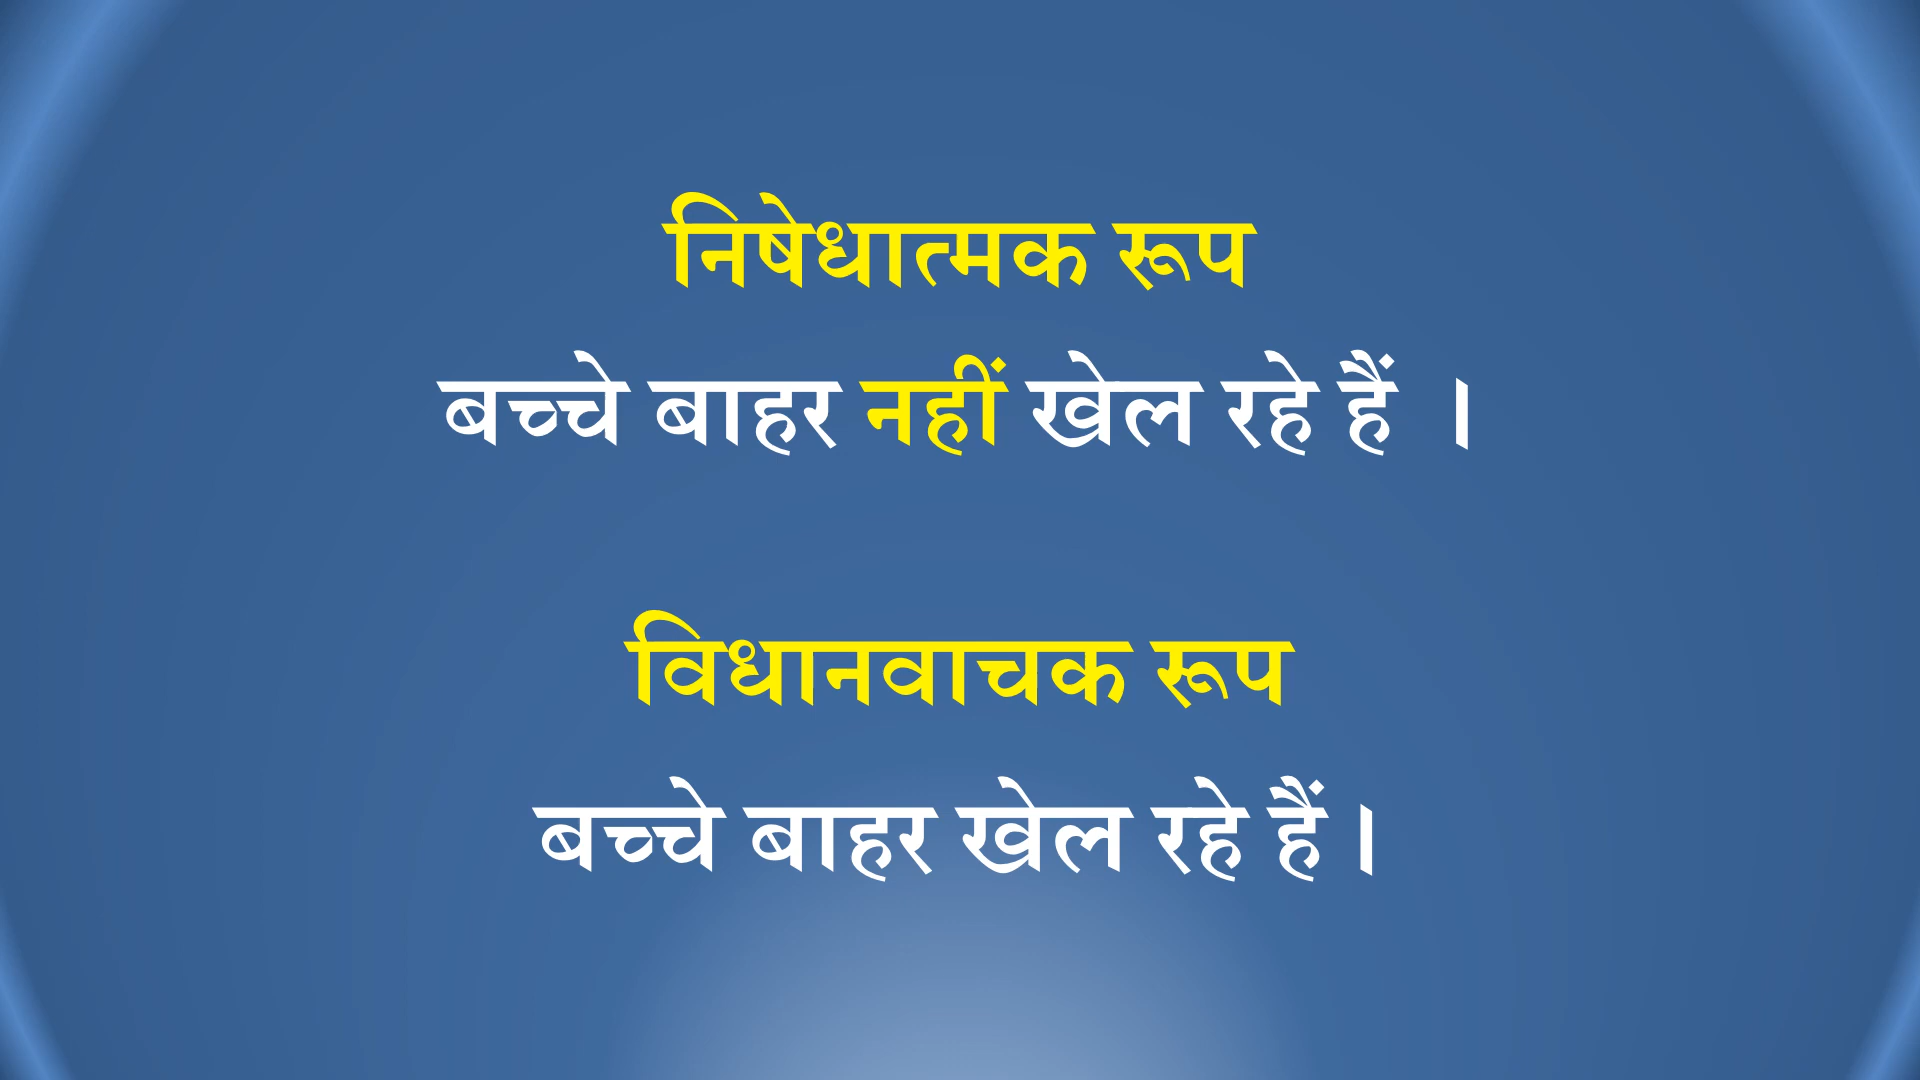 निषेधात्मक रूप
बच्चे बाहर नहीं खेल रहे हैं ।
विधानवाचक रूप
बच्चे बाहर खेल रहे हैं।